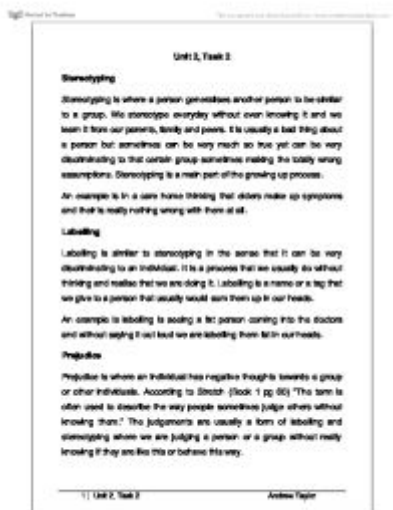 Unit 2, Task 2
Stereotyping
Stereotyping is where a person generalises another person to be similar
to a group. We stereotype everyday without even knowing it and we
learn it from our parents, family and peers. It is usually a bad thing about
a person but sometimes can be very much so true yet can be very
discriminating to that certain group sometimes making the totally wrong
assumptions. Stereotyping is a main part of the growing up process.
An example is in a care home thinking that elders make up symptoms
and their is really nothing wrong with them at all.
Labelling
Labelling is similar to stereotyping in the sense that it can be very
discriminating to an individual. It is a process that we usually do without
thinking and realise that we are doing it. Labelling is a name or a tag that
we give to a person that usually would sum them up in our heads.
An example is labelling is seeing a fat person coming into the doctors
and without saying it out loud we are labelling them fat in our heads.
Prejudice
Prejudice is where an individual has negative thoughts towards a group
or other individuals. According to Stretch (Book 1 pg 80) "The term is
often used to describe the way people sometimes judge others without
knowing them." The judgements are usually a form of labelling and
stereotyping where we are judging a person or a group without really
knowing if they are like this or behave this way.
1 | Unit 2, Task 2 Andrew Taylor